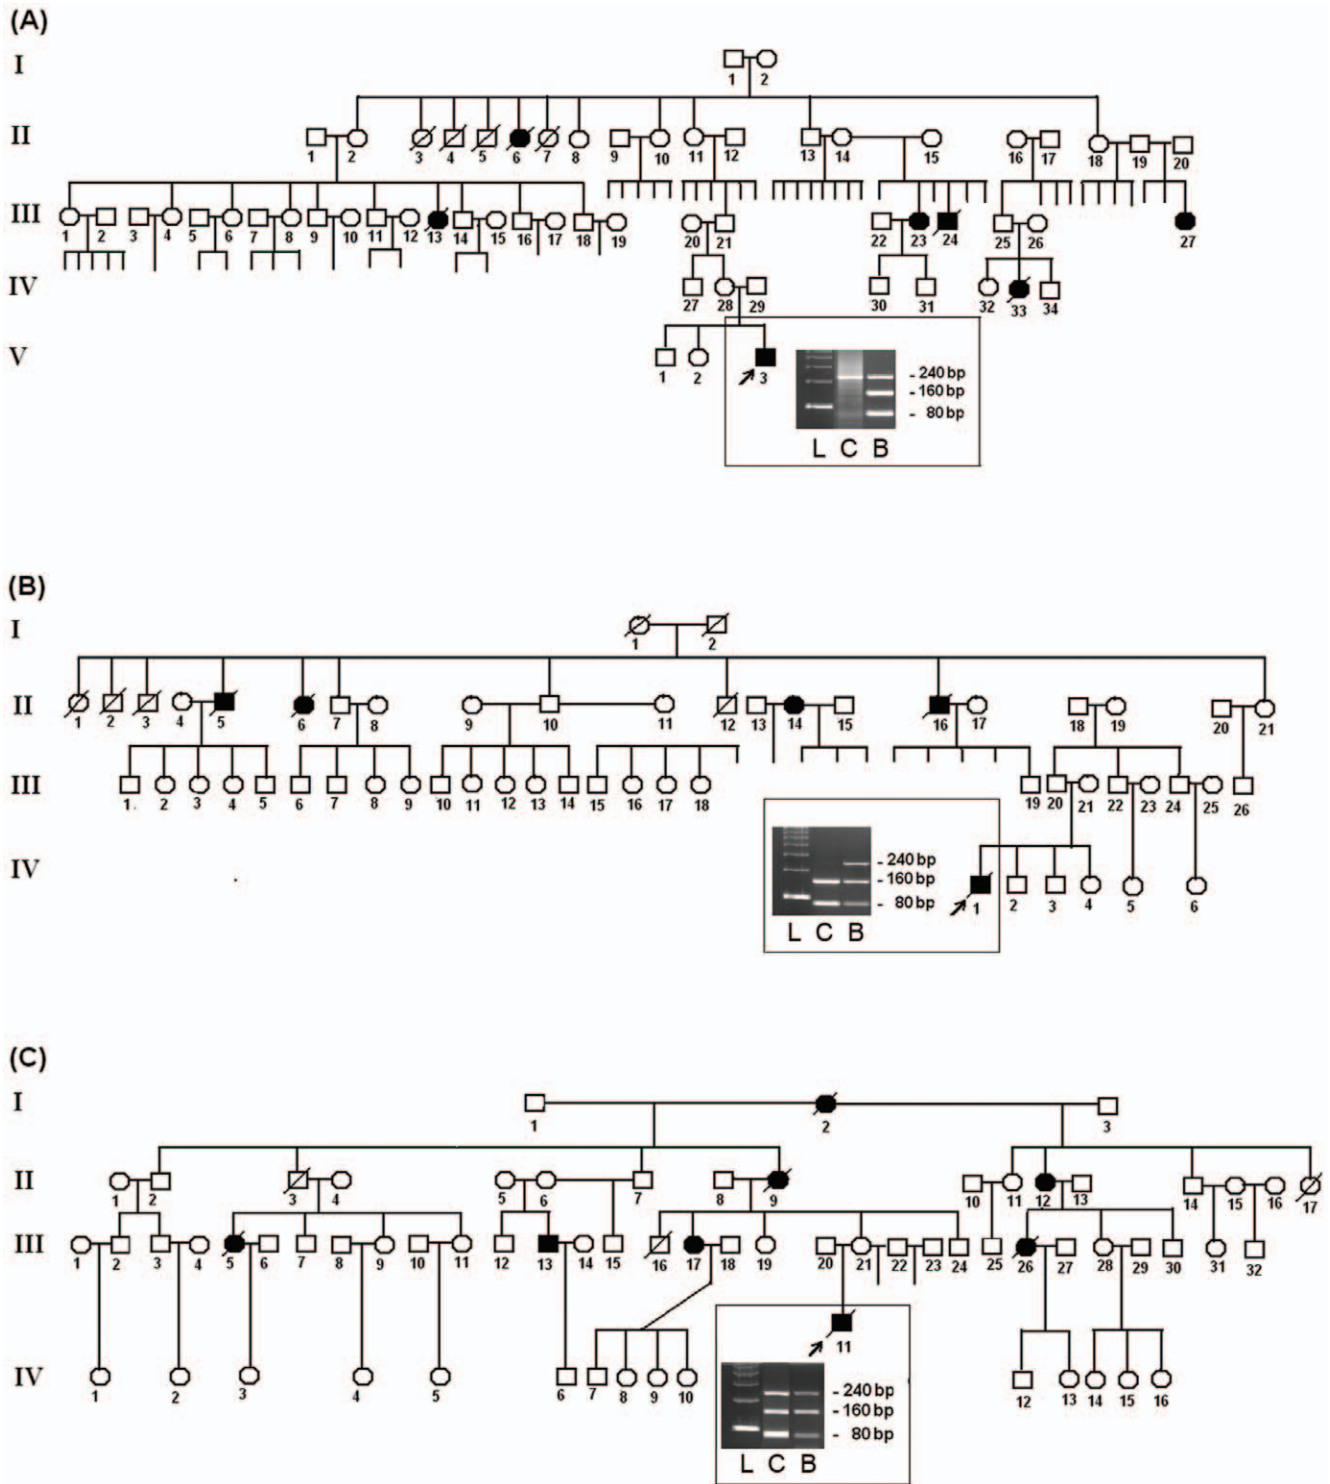 (A)
I
1 2
II
1 2 3 4 5 6 7 8 9 10 11 12 13 14 15 16 17 18 19 20
III
1 2 3 4 5 6 7 8 9 10 11 12 13 14 15 16 17 18 19 20 21 22 23 24 25 26 27
IV
27 28 29 30 31 32 33 34
V
1 2 3
- 240 bp
- 160 bp
- 80 bp
L C B
(B)
I
1 2
II
1 2 3 4 5 6 7 8 9 10 11 12 13 14 15 16 17 18 19 20 21
III
1. 2 3 4 5 6 7 8 9 10 11 12 13 14 15 16 17 18 19 20 21 22 23 24 25 26
IV
1 2 3 4 5 6
- 240 bp
- 160 bp
- 80 bp
L C B
(C)
I
1 2 3
II
1 2 3 4 5 6 7 8 9 10 11 12 13 14 15 16 17
III
1 2 3 4 5 6 7 8 9 10 11 12 13 14 15 16 17 18 19 20 21 22 23 24 25 26 27 28 29 30 31 32
11
IV
1 2 3 4 5 6 7 8 9 10 12 13 14 15 16
- 240 bp
- 160 bp
- 80 bp
L C B